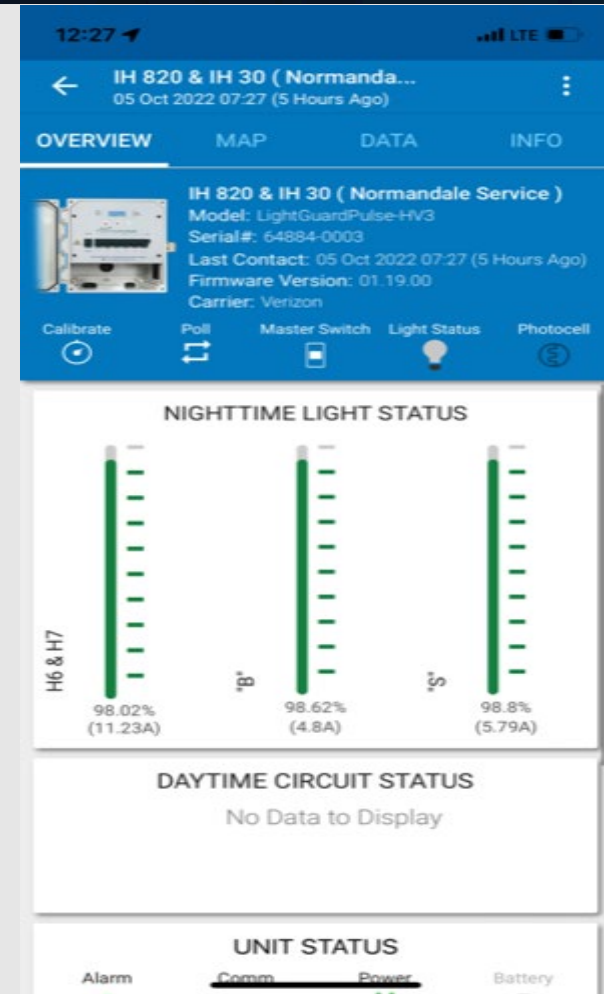 12:27
LTE
IH 820 & IH 30 ( Normanda...
05 Oct 2022 07:27 (5 Hours Ago)
OVERVIEW MAP DATA INFO
IH 820 & IH 30 ( Normandale Service )
Model: LightGuardPulse-HV3
Serial#: 64884-0003
Last Contact: 05 Oct 2022 07:27 (5 Hours Ago)
Firmware Version: 01.19.00
Carrier: Verizon
Calibrate Poll Master Switch Light Status Photocell
NIGHTTIME LIGHT STATUS
H6 & H7 "B" "S"
98.02% 98.62% 98.8%
(11.23A) (4.8A) (5.79A)
DAYTIME CIRCUIT STATUS
No Data to Display
UNIT STATUS
Alarm Comm Power Battery